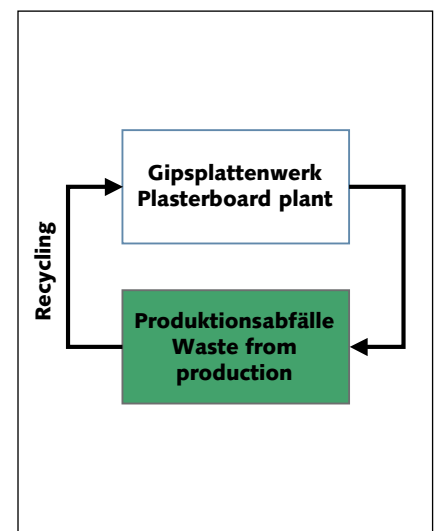 Gipsplattenwerk
Plasterboard plant
Recycling
Produktionsabfälle
Waste from
production